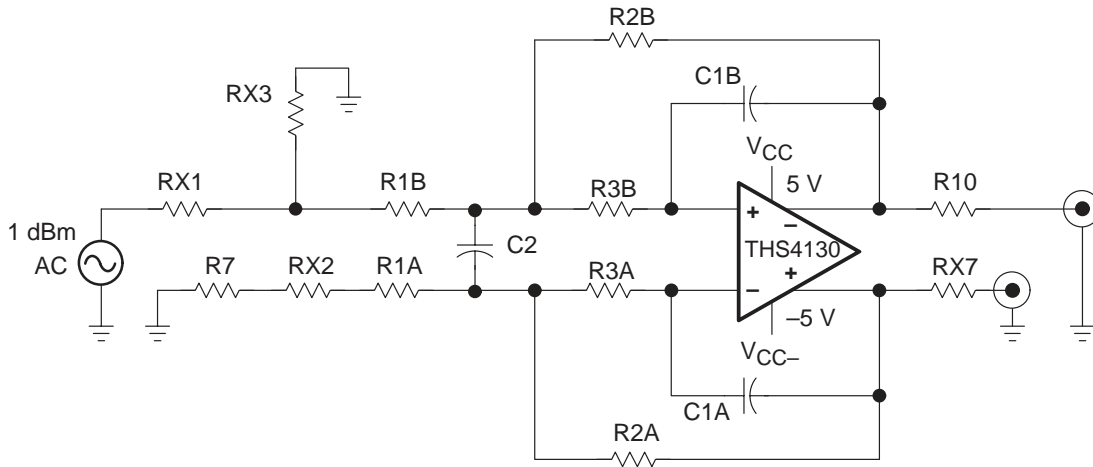 R2B
C1B
RX3
VCC
5 V
RX1
R1B
R3B
R10
+
–
1 dBm
AC
C2
THS4130
R7
RX2
R1A
R3A
+
–
RX7
–5 V
VCC–
C1A
R2A